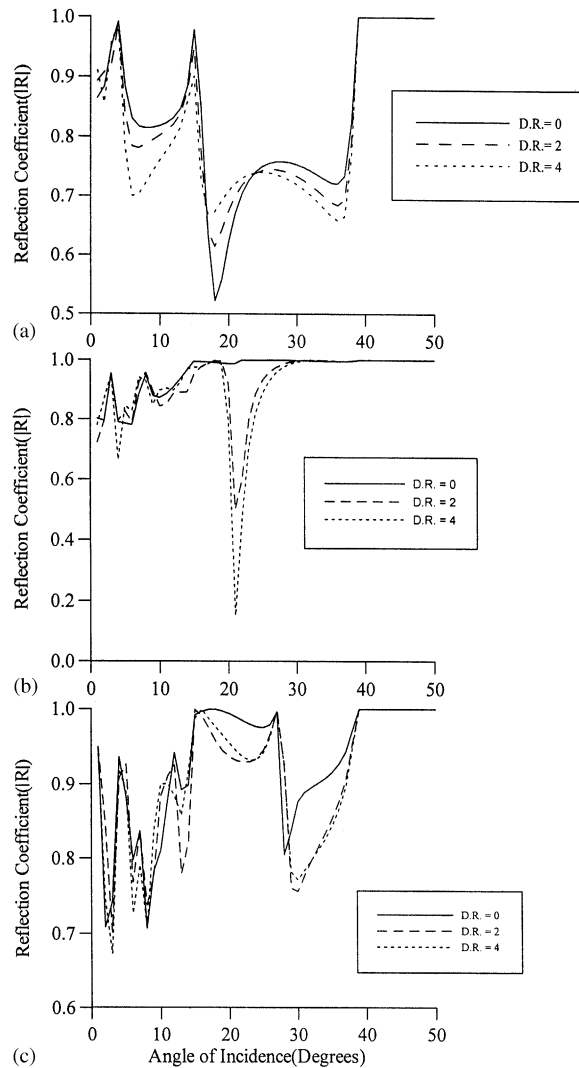 1.0
0.9
0.8
0.7
0.6
0.5
Reflection Coefficient(|R|)
D.R.= 0
D.R.= 2
D.R.= 4
0 10 20 30 40 50
(a)
1.0
0.8
0.6
0.4
0.2
0.0
Reflection Coefficient(|R|)
D.R. = 0
D.R. = 2
D.R. = 4
0 10 20 30 40 50
(b)
1.0
0.9
0.8
0.7
0.6
Reflection Coefficient(|R|)
D.R. = 0
D.R. = 2
D.R. = 4
0 10 20 30 40 50
(c)
Angle of Incidence(Degrees)